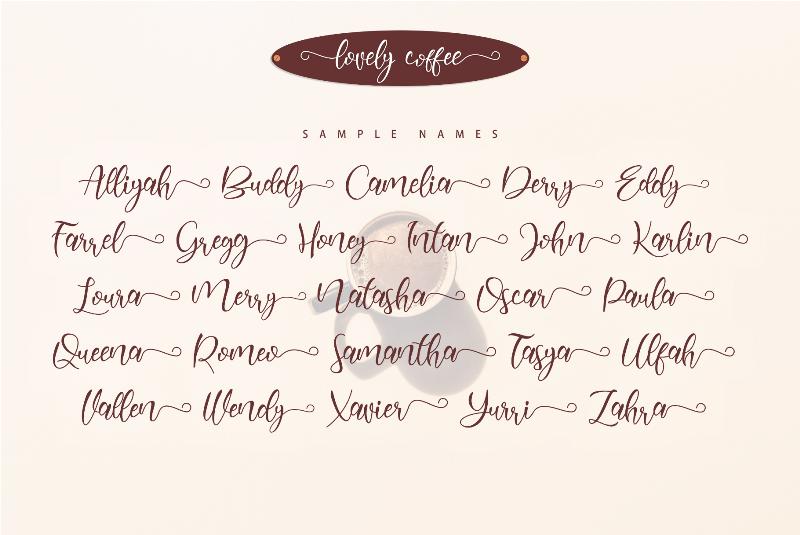 lovely coffee
SAMPLE NAMES
Alliyah Buddy Camelia Derry Eddy
Farrel Gregg Honey Intan John Karlin
Loura Merry Natasha Oscar Paula
Queena Romeo Samantha Tasya Ulfah
Vallen Wendy Xavier Yurri Zahra